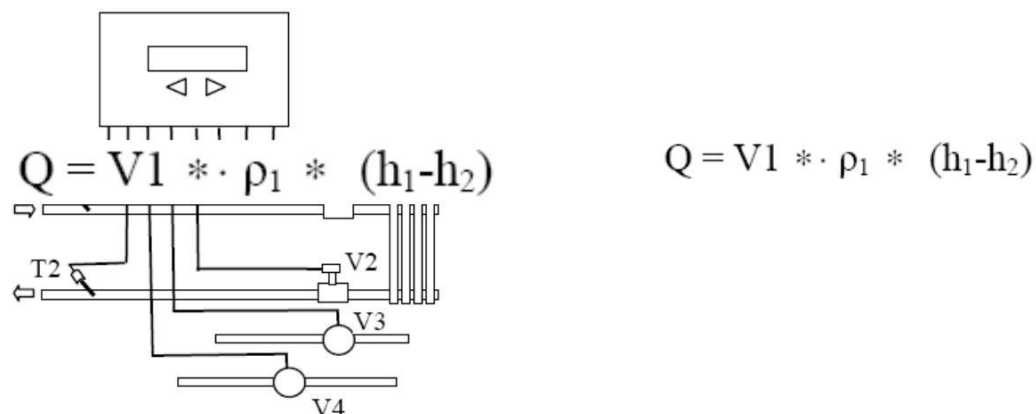 Q = V1 *· ρ₁ * (h₁-h₂)
Q = V1 *· ρ₁ * (h₁-h₂)
T2
V2
V3
V4